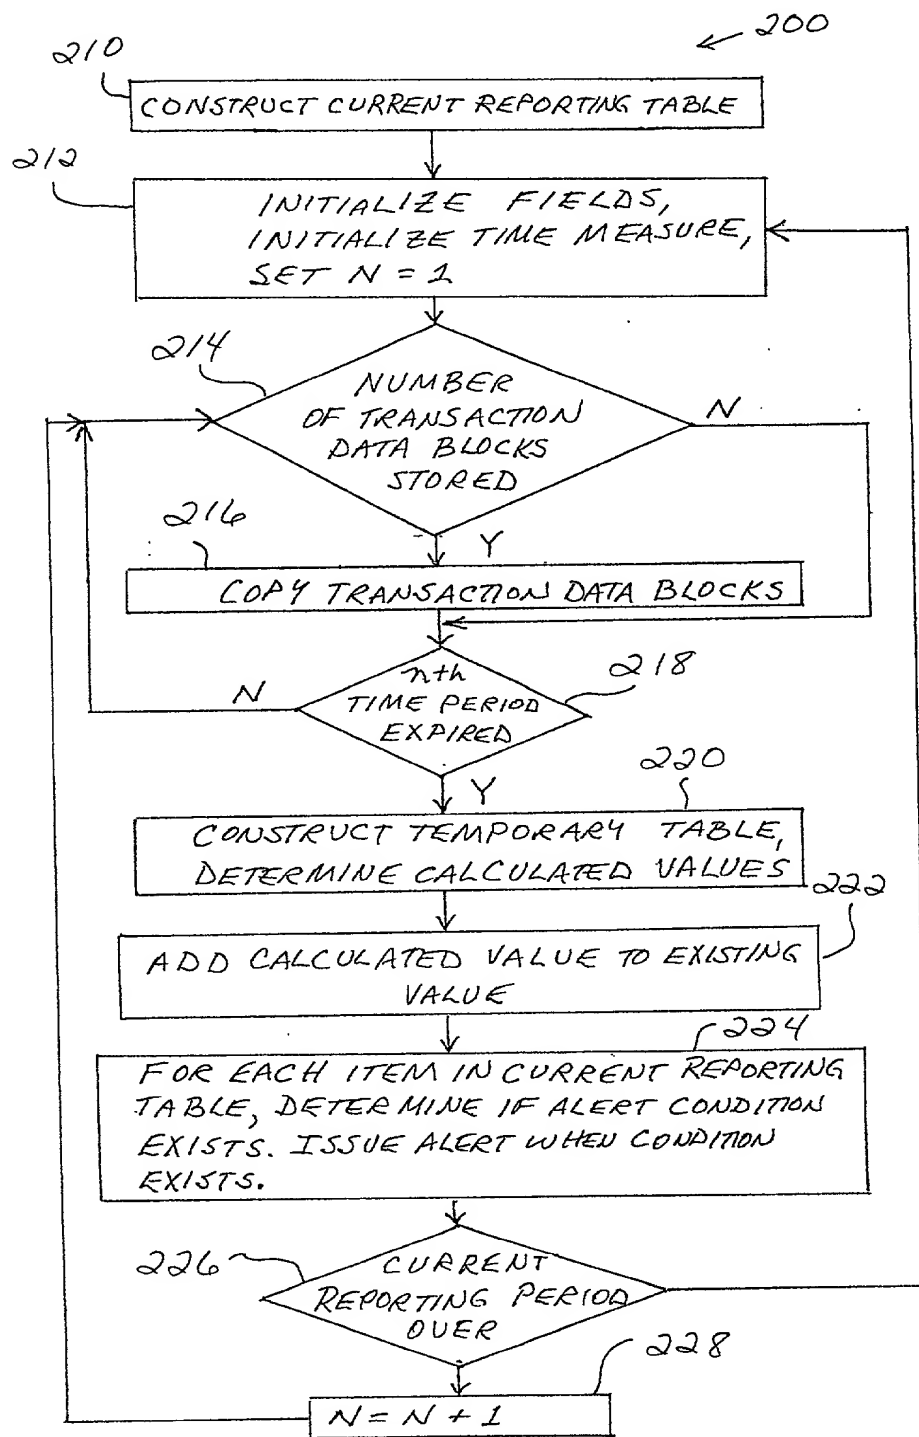 200
210
CONSTRUCT CURRENT REPORTING TABLE
212
INITIALIZE FIELDS,
INITIALIZE TIME MEASURE,
SET N = 1
214
NUMBER
OF TRANSACTION
DATA BLOCKS
STORED
N
216
Y
COPY TRANSACTION DATA BLOCKS
218
nth
TIME PERIOD
EXPIRED
N
Y
220
CONSTRUCT TEMPORARY TABLE,
DETERMINE CALCULATED VALUES
222
ADD CALCULATED VALUE TO EXISTING
VALUE
224
FOR EACH ITEM IN CURRENT REPORTING
TABLE, DETERMINE IF ALERT CONDITION
EXISTS. ISSUE ALERT WHEN CONDITION
EXISTS.
226
CURRENT
REPORTING PERIOD
OVER
228
N = N + 1